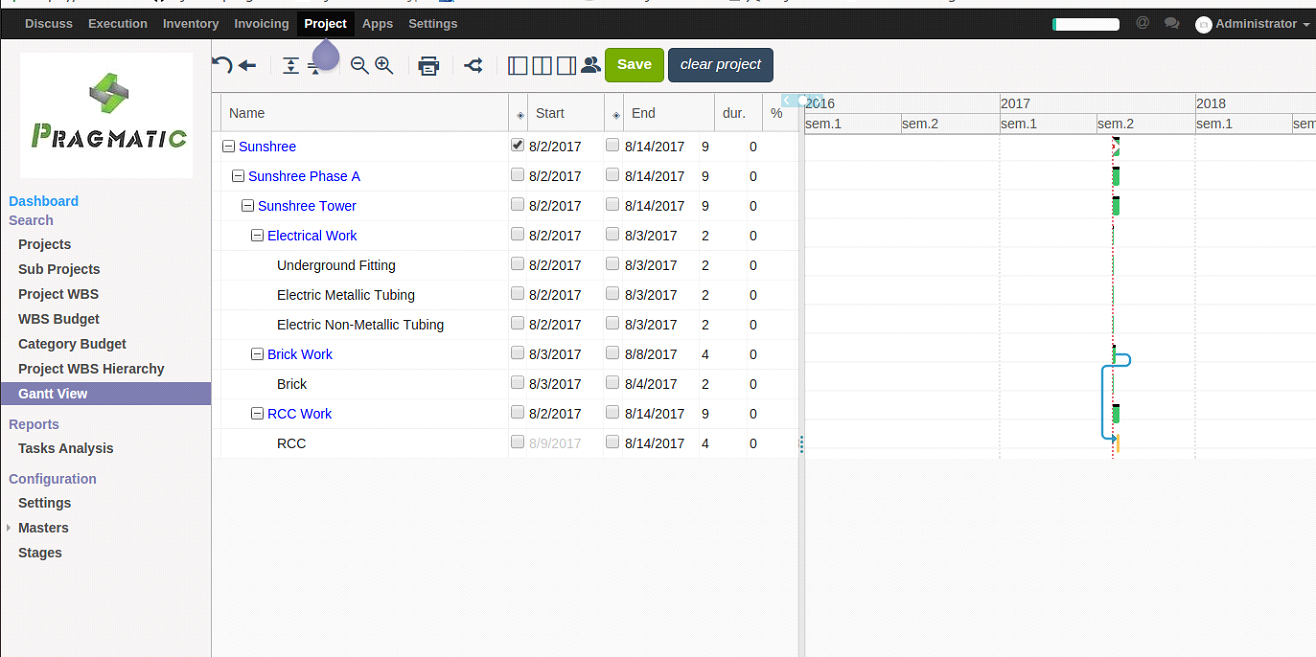 Discuss Execution Inventory Invoicing Project Apps Settings @ Administrator
PRAGMATIC
Save clear project
Dashboard
Search
Projects
Sub Projects
Project WBS
WBS Budget
Category Budget
Project WBS Hierarchy
Gantt View
Reports
Tasks Analysis
Configuration
Settings
Masters
Stages
Name Start End dur. %
Sunshree 8/2/2017 8/14/2017 9 0
Sunshree Phase A 8/2/2017 8/14/2017 9 0
Sunshree Tower 8/2/2017 8/14/2017 9 0
Electrical Work 8/2/2017 8/3/2017 2 0
Underground Fitting 8/2/2017 8/3/2017 2 0
Electric Metallic Tubing 8/2/2017 8/3/2017 2 0
Electric Non-Metallic Tubing 8/2/2017 8/3/2017 2 0
Brick Work 8/3/2017 8/8/2017 4 0
Brick 8/3/2017 8/4/2017 2 0
RCC Work 8/2/2017 8/14/2017 9 0
RCC 8/9/2017 8/14/2017 4 0
2016 2017 2018
sem.1 sem.2 sem.1 sem.2 sem.1 sem